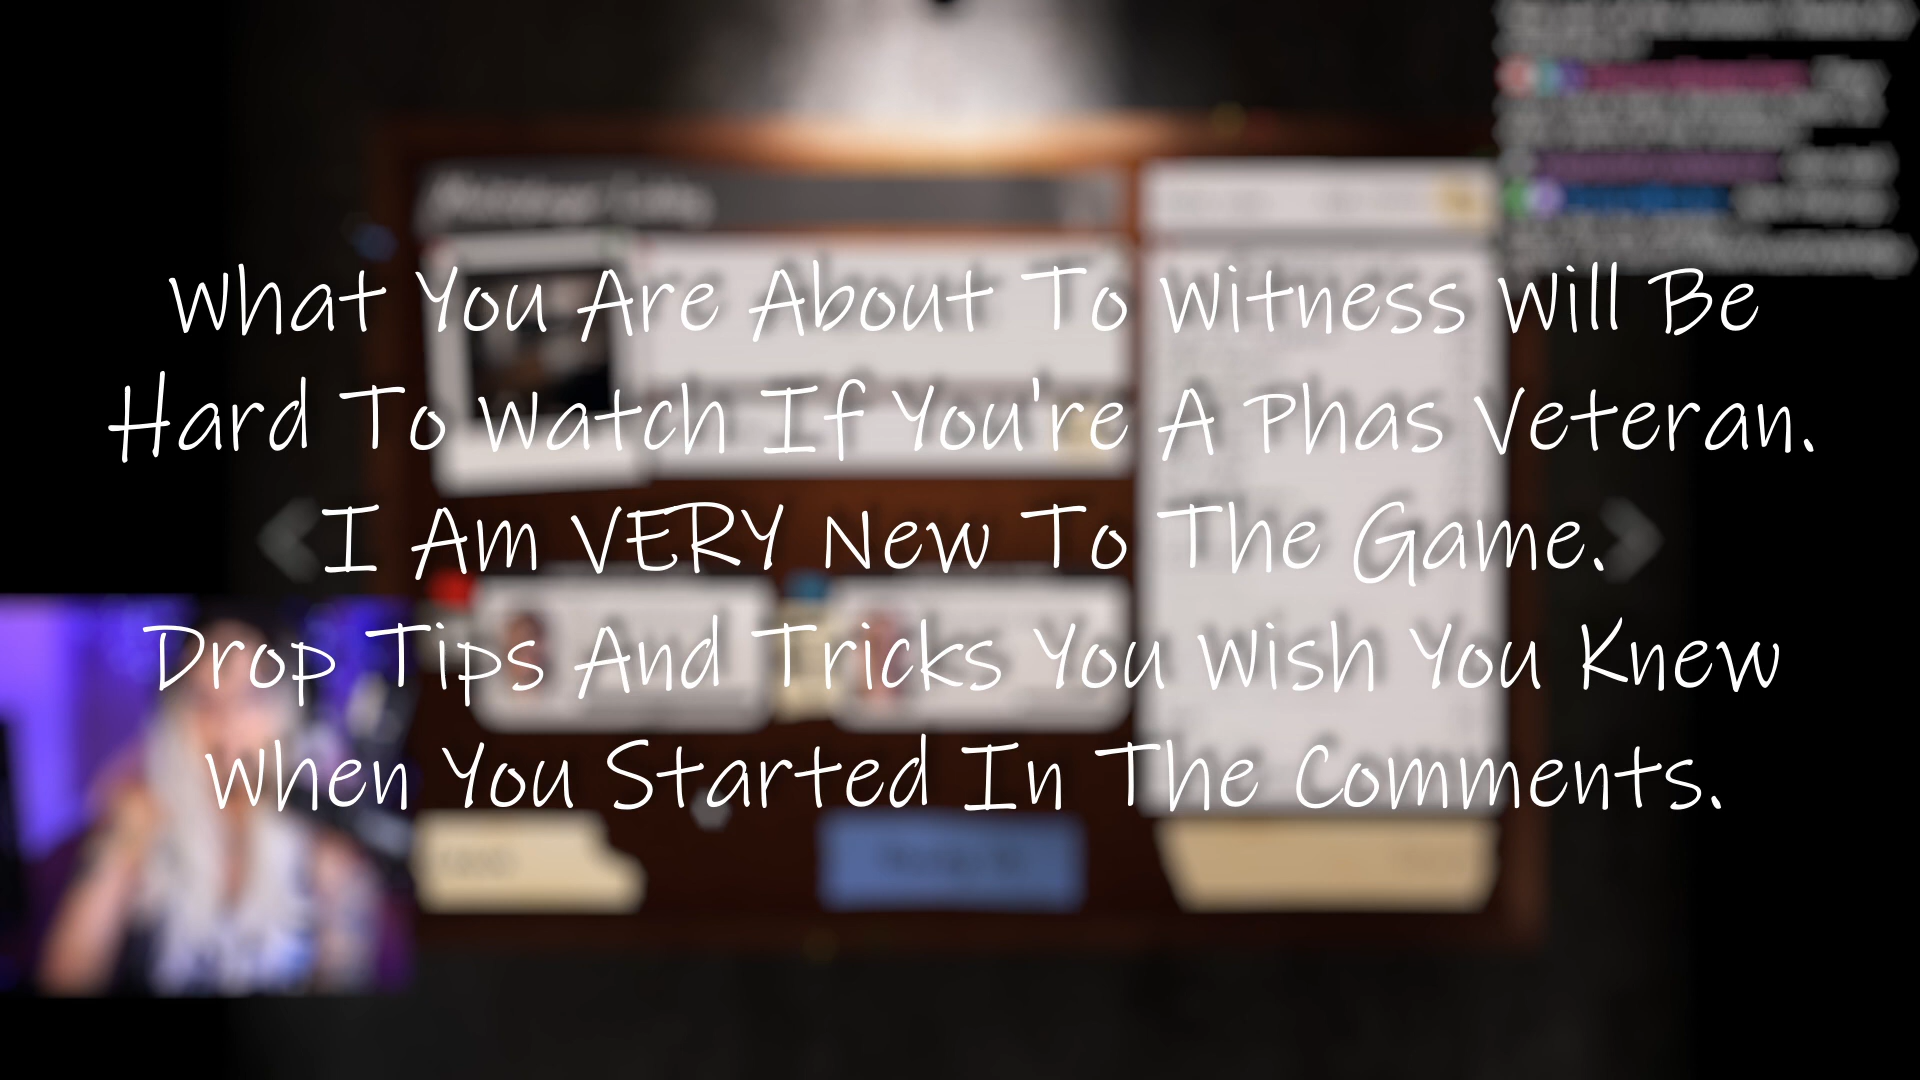 What You Are About To Witness Will Be
Hard To Watch If You're A Phas Veteran.
I Am VERY New To The Game.
Drop Tips And Tricks You Wish You Knew
When You Started In The Comments.